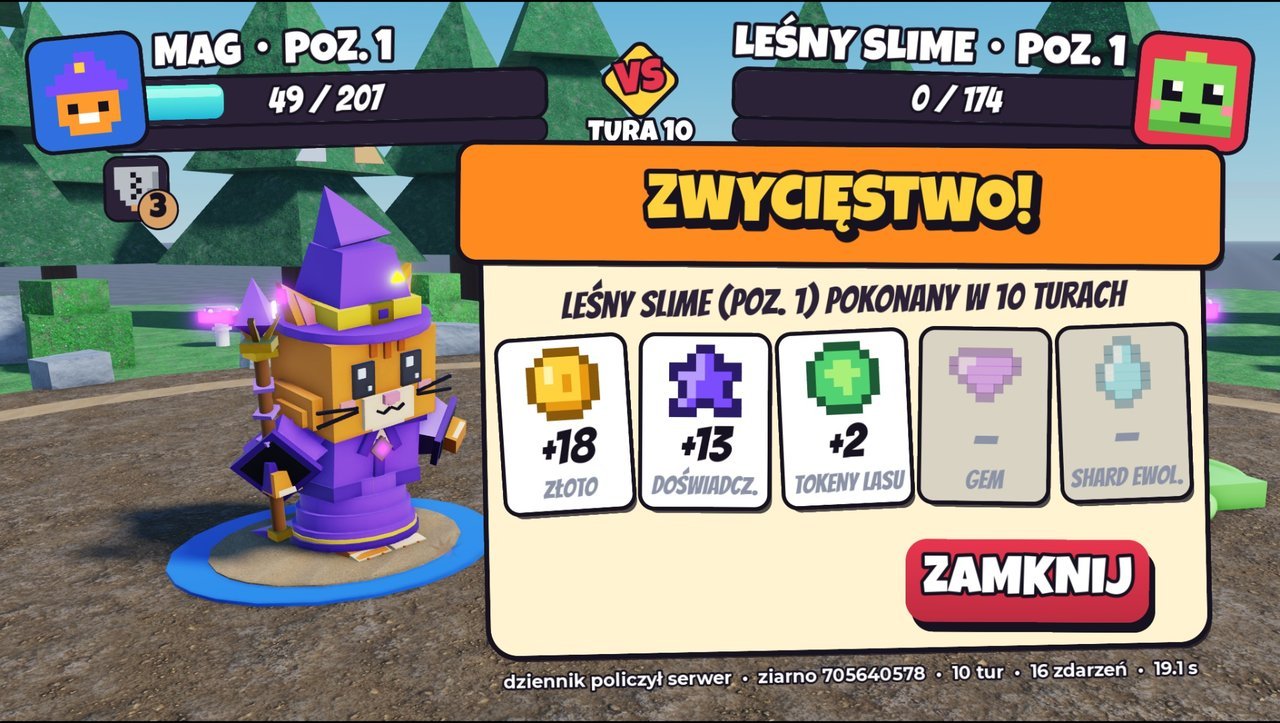 MAG • POZ. 1
49 / 207
3
VS
TURA 10
LEŚNY SLIME • POZ. 1
0 / 174
ZWYCIĘSTWO!
LEŚNY SLIME (POZ. 1) POKONANY W 10 TURACH
+18
ZŁOTO
+13
DOŚWIADCZ.
+2
TOKENY LASU
–
GEM
–
SHARD EWOL.
ZAMKNIJ
dziennik policzył serwer • ziarno 705640578 • 10 tur • 16 zdarzeń • 19.1 s